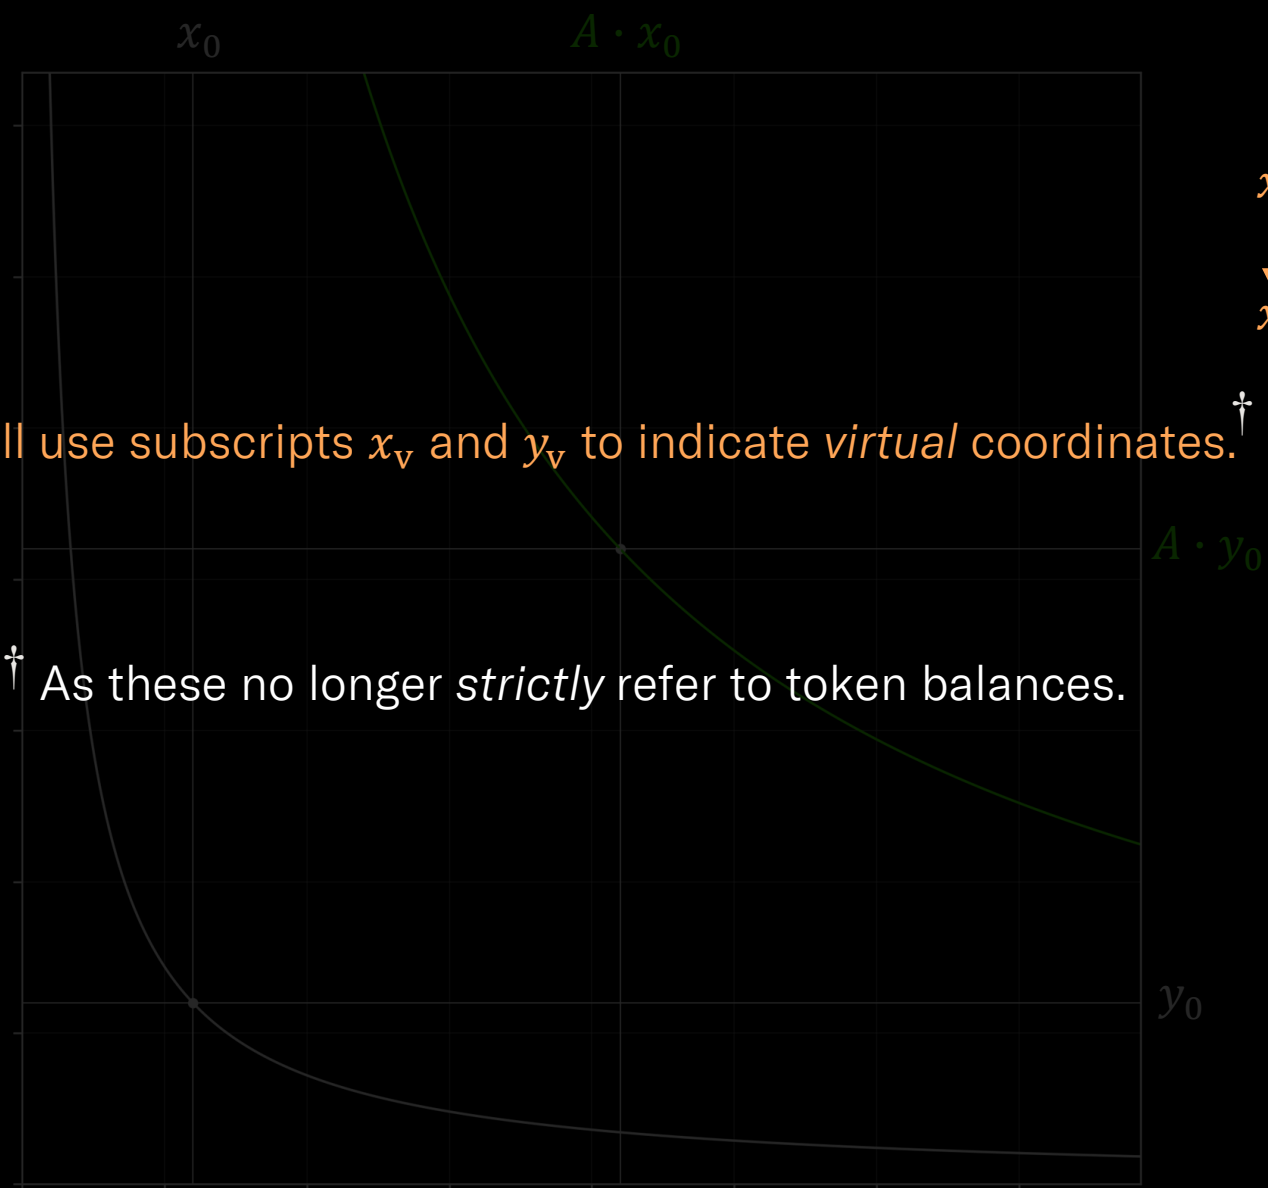 x₀
A · x₀
x
x
ll use subscripts xᵥ and yᵥ to indicate virtual coordinates.†
A · y₀
† As these no longer strictly refer to token balances.
y₀